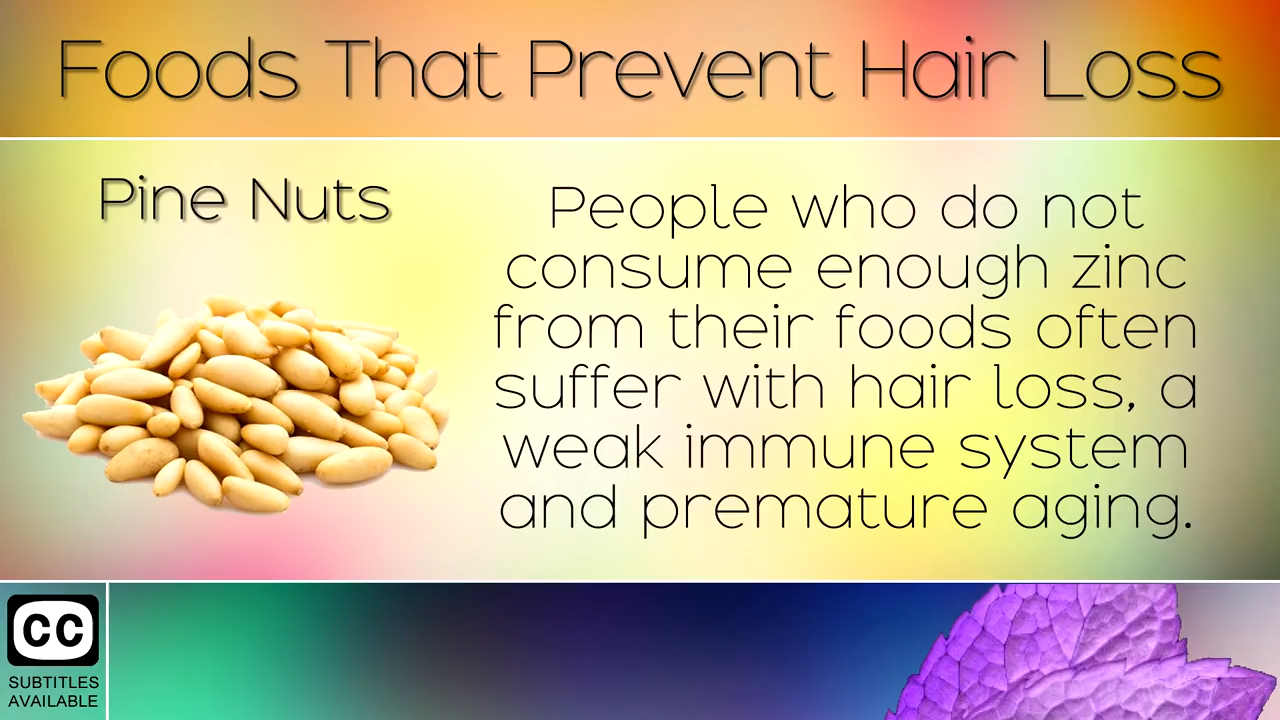 Foods That Prevent Hair Loss
Pine Nuts
People who do not
consume enough zinc
from their foods often
suffer with hair loss, a
weak immune system
and premature aging.
CC
SUBTITLES
AVAILABLE